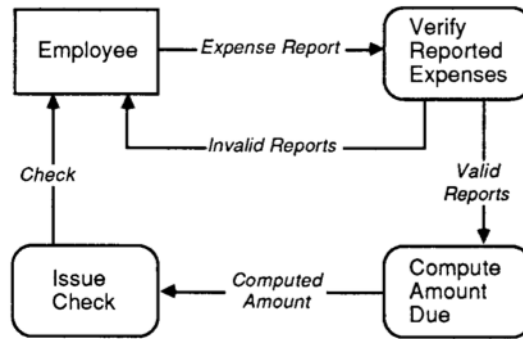 Employee
Expense Report
Verify
Reported
Expenses
Invalid Reports
Check
Valid
Reports
Issue
Check
Computed
Amount
Compute
Amount
Due